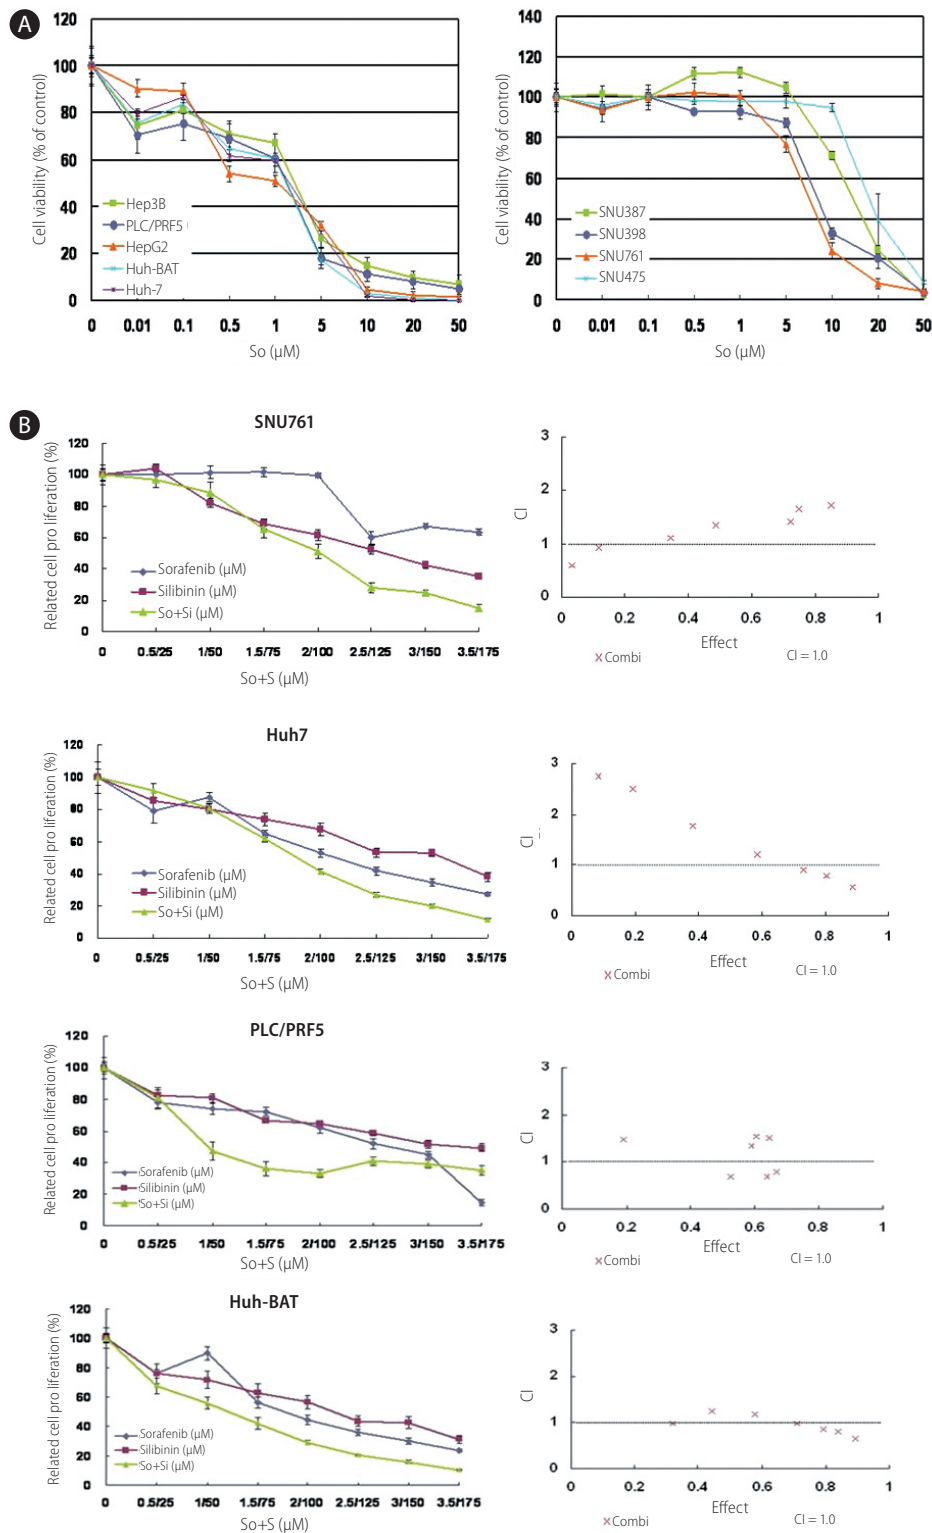 A
Cell viability (% of control)
120
100
80
60
40
20
0
Hep3B
PLC/PRF5
HepG2
Huh-BAT
Huh-7
0 0.01 0.1 0.5 1 5 10 20 50
So (μM)
Cell viability (% of control)
140
120
100
80
60
40
20
0
SNU387
SNU398
SNU761
SNU475
0 0.01 0.1 0.5 1 5 10 20 50
So (μM)
B
SNU761
Related cell pro liferation (%)
120
100
80
60
40
20
0
Sorafenib (μM)
Silibinin (μM)
So+Si (μM)
0 0.5/25 1/50 1.5/75 2/100 2.5/125 3/150 3.5/175
So+S (μM)
CI
3
2
1
0
0 0.2 0.4 0.6 0.8 1
Effect
Combi CI = 1.0
Huh7
Related cell pro liferation (%)
120
100
80
60
40
20
0
Sorafenib (μM)
Silibinin (μM)
So+Si (μM)
0 0.5/25 1/50 1.5/75 2/100 2.5/125 3/150 3.5/175
So+S (μM)
CI
3
2
1
0
0 0.2 0.4 0.6 0.8 1
Effect
Combi CI = 1.0
PLC/PRF5
Related cell pro liferation (%)
120
100
80
60
40
20
0
Sorafenib (μM)
Silibinin (μM)
So+Si (μM)
0 0.5/25 1/50 1.5/75 2/100 2.5/125 3/150 3.5/175
So+S (μM)
CI
3
2
1
0
0 0.2 0.4 0.6 0.8 1
Effect
Combi CI = 1.0
Huh-BAT
Related cell pro liferation (%)
120
100
80
60
40
20
0
Sorafenib (μM)
Silibinin (μM)
So+Si (μM)
0 0.5/25 1/50 1.5/75 2/100 2.5/125 3/150 3.5/175
So+S (μM)
CI
3
2
1
0
0 0.2 0.4 0.6 0.8 1
Effect
Combi CI = 1.0